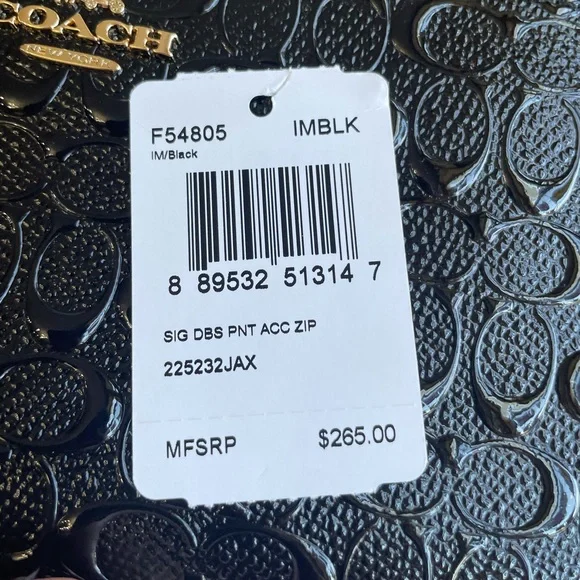 COACH
NEW YORK
F54805 IMBLK
IM/Black
8 89532 51314 7
SIG DBS PNT ACC ZIP
225232JAX
MFSRP $265.00